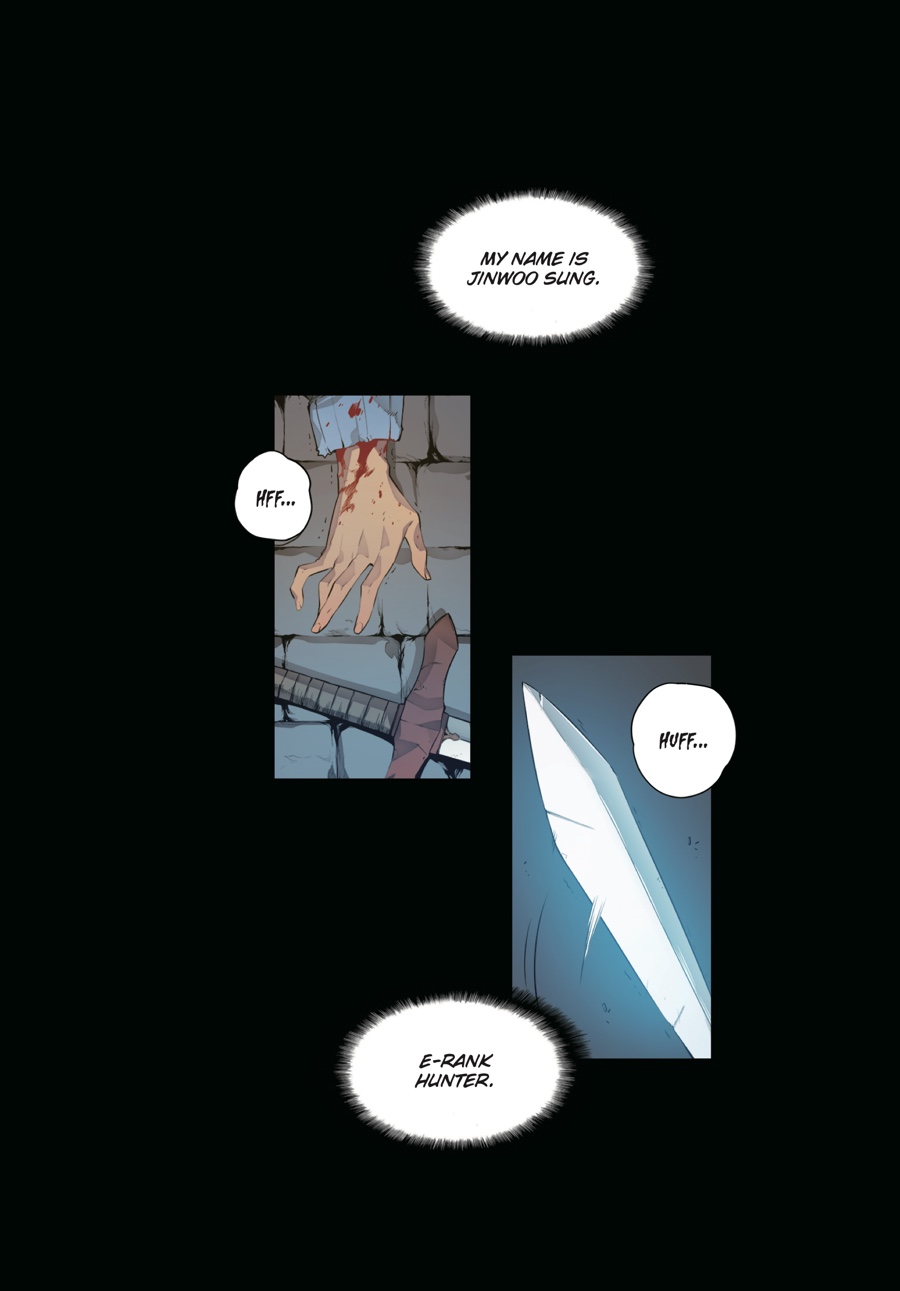 MY NAME IS
JINWOO SUNG.
HFF...
HUFF...
E-RANK
HUNTER.